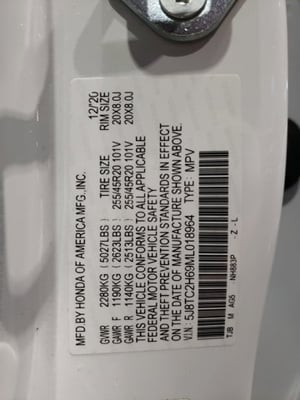 MFD BY HONDA OF AMERICA MFG., INC. 12/20
GVWR 2280KG (5027LBS) TIRE SIZE RIM SIZE
GAWR F 1190KG (2623LBS) 255/45R20 101V 20X8.0J
GAWR R 1140KG (2513LBS) 255/45R20 101V 20X8.0J
THIS VEHICLE CONFORMS TO ALL APPLICABLE
FEDERAL MOTOR VEHICLE SAFETY
AND THEFT PREVENTION STANDARDS IN EFFECT
ON THE DATE OF MANUFACTURE SHOWN ABOVE.
V.I.N.: 5J8TC2H69ML018964 TYPE: MPV
NH883P - Z - L
TJB M AG5